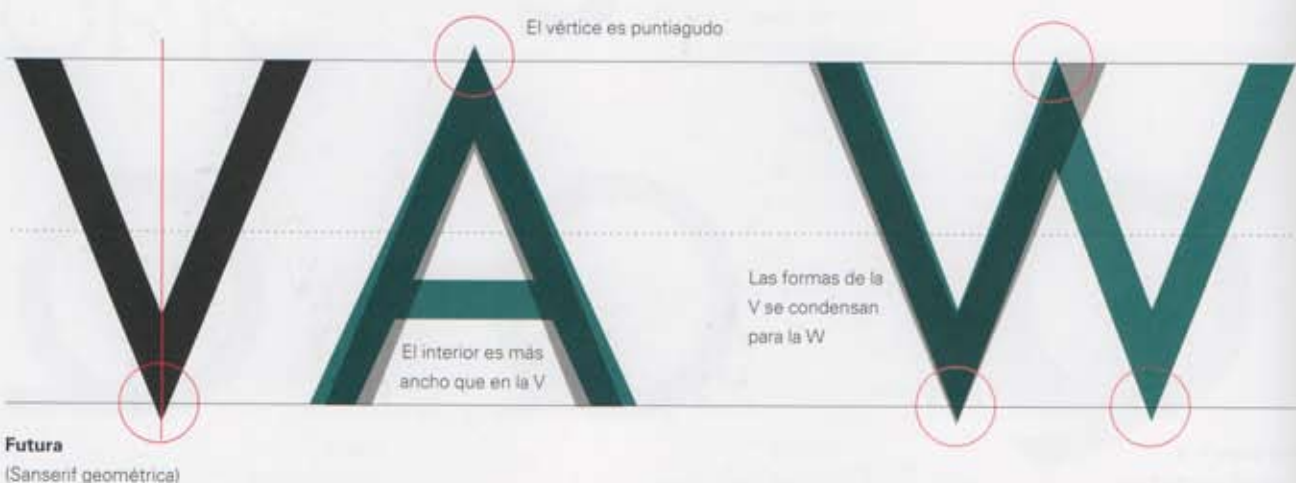 El vértice es puntiagudo
V A W
El interior es más
ancho que en la V
Las formas de la
V se condensan
para la W
Futura
(Sanserif geométrica)